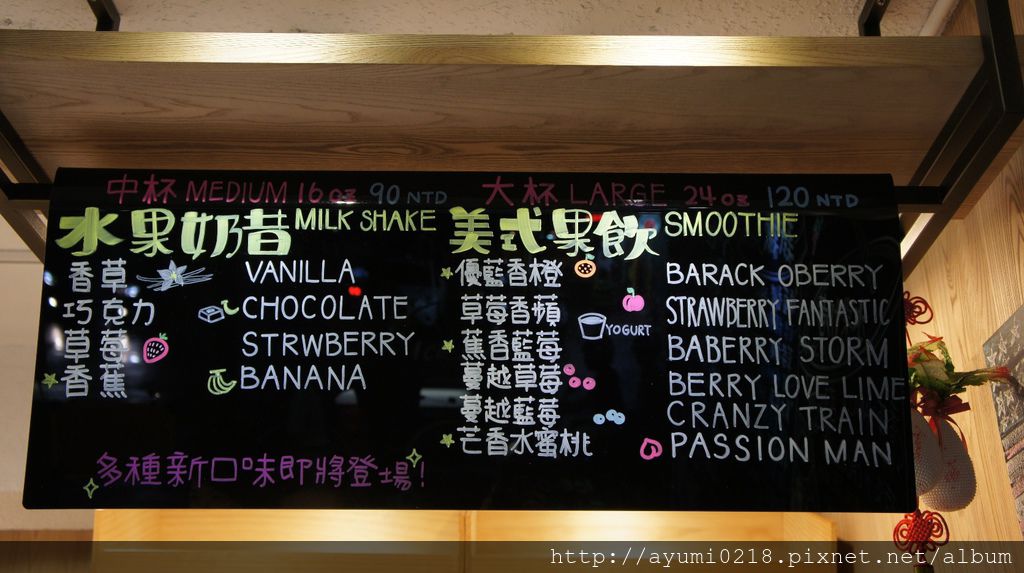 中杯 MEDIUM 16oz 90 NTD 大杯 LARGE 24oz 120 NTD
水果奶昔 MILK SHAKE
香草 VANILLA
巧克力 CHOCOLATE
草莓 STRWBERRY
香蕉 BANANA
多種新口味即將登場!
美式果飲 SMOOTHIE
優藍香橙 BARACK OBERRY
草莓香蘋 STRAWBERRY FANTASTIC
YOGURT
蕉香藍莓 BABERRY STORM
蔓越草莓 BERRY LOVE LIME
蔓越藍莓 CRANZY TRAIN
芒香水蜜桃 PASSION MAN
http://ayumi0218.pixnet.net/album